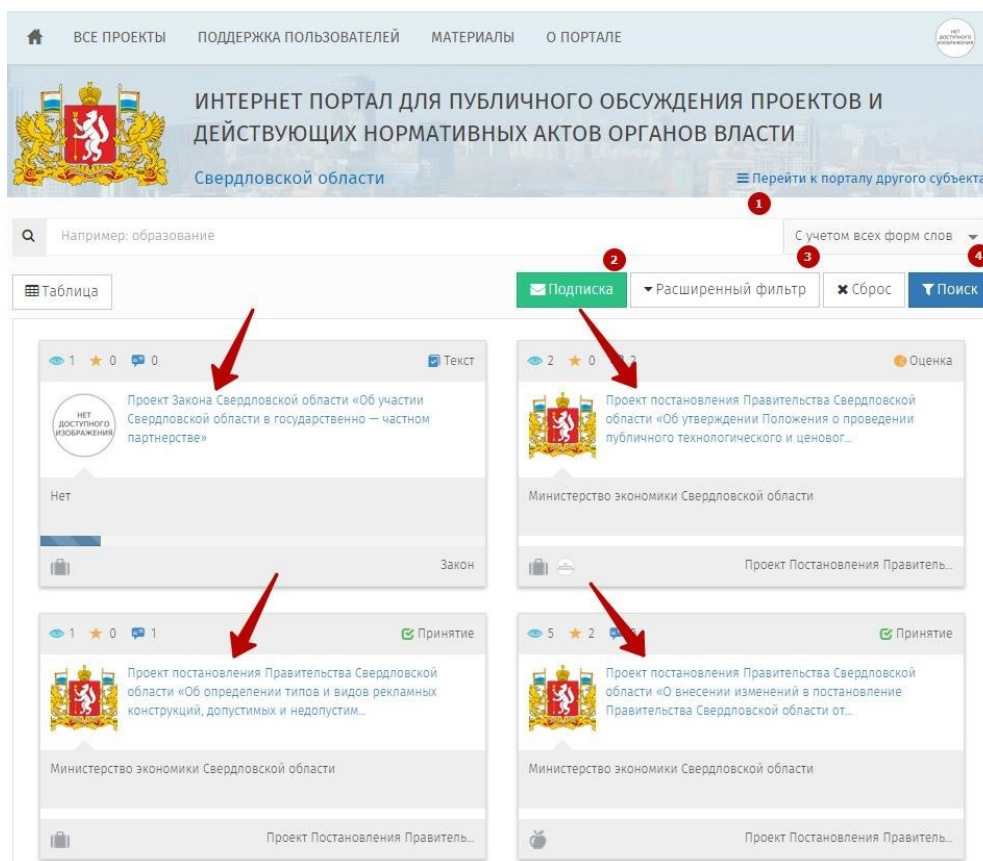 ВСЕ ПРОЕКТЫ ПОДДЕРЖКА ПОЛЬЗОВАТЕЛЕЙ МАТЕРИАЛЫ О ПОРТАЛЕ
НЕТ
ДОСТУПНОГО
ИЗОБРАЖЕНИЯ
ИНТЕРНЕТ ПОРТАЛ ДЛЯ ПУБЛИЧНОГО ОБСУЖДЕНИЯ ПРОЕКТОВ И
ДЕЙСТВУЮЩИХ НОРМАТИВНЫХ АКТОВ ОРГАНОВ ВЛАСТИ
Свердловской области
Перейти к порталу другого субъекта
1
Например: образование
С учетом всех форм слов
2
3
4
Таблица
Подписка
Расширенный фильтр
Сброс
Поиск
1 0 0 Текст
НЕТ
ДОСТУПНОГО
ИЗОБРАЖЕНИЯ
Проект Закона Свердловской области «Об участии
Свердловской области в государственно — частном
партнерстве»
Нет
Закон
2 0 2 Оценка
Проект постановления Правительства Свердловской
области «Об утверждении Положения о проведении
публичного технологического и ценовог...
Министерство экономики Свердловской области
Проект Постановления Правитель...
1 0 1 Принятие
Проект постановления Правительства Свердловской
области «Об определении типов и видов рекламных
конструкций, допустимых и недопустим...
Министерство экономики Свердловской области
Проект Постановления Правитель...
5 2 Принятие
Проект постановления Правительства Свердловской
области «О внесении изменений в постановление
Правительства Свердловской области от...
Министерство экономики Свердловской области
Проект Постановления Правитель...